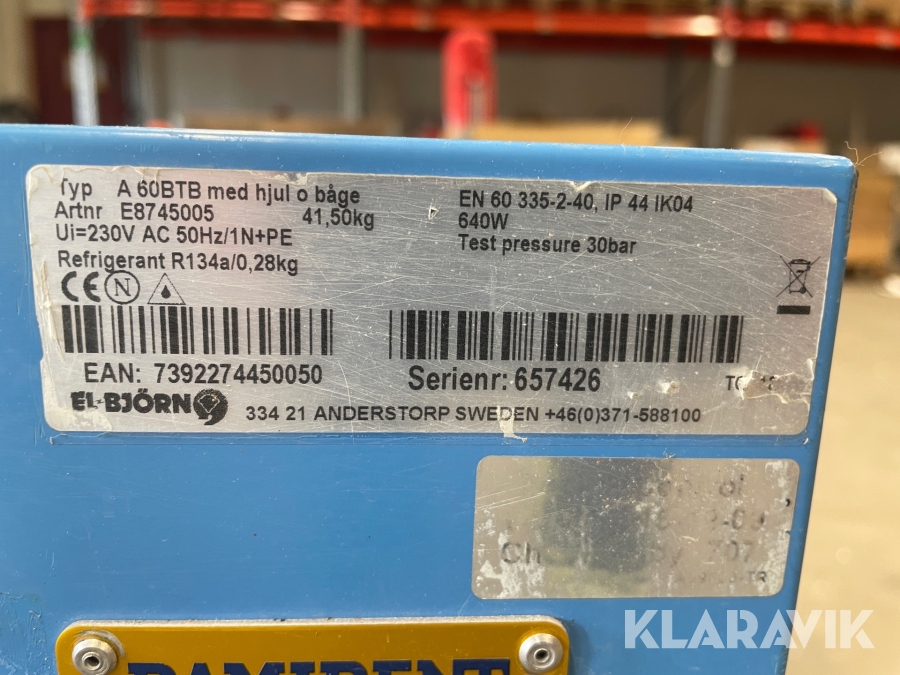 Typ A 60BTB med hjul o båge
Artnr E8745005 41,50kg
Ui=230V AC 50Hz/1N+PE
Refrigerant R134a/0,28kg
EN 60 335-2-40, IP 44 IK04
640W
Test pressure 30bar
CE N
EAN: 7392274450050
Serienr: 657426
EL-BJÖRN
334 21 ANDERSTORP SWEDEN +46(0)371-588100
RAMIRENT
KLARAVIK